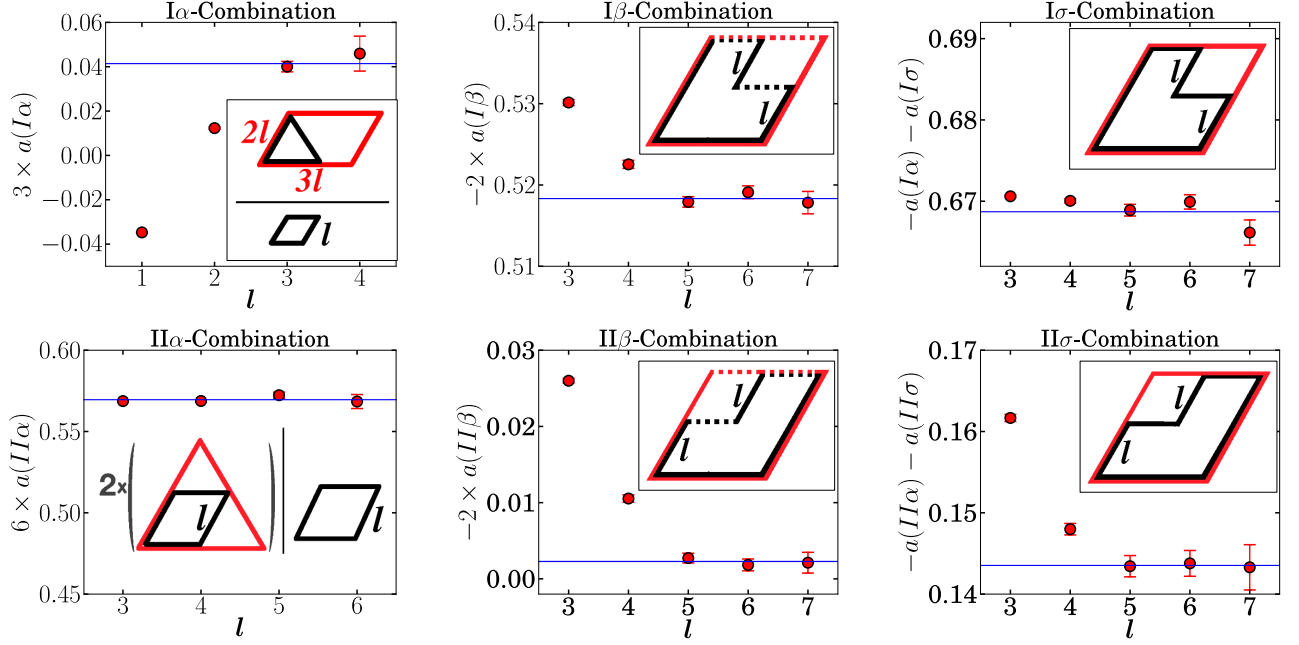 Iα-Combination
3 × a(Iα)
0.06
0.04
0.02
0.00
−0.02
−0.04
2l
3l
l
1 2 3 4
l
Iβ-Combination
−2 × a(Iβ)
0.54
0.53
0.52
0.51
l
l
3 4 5 6 7
l
Iσ-Combination
−a(Iα) − a(Iσ)
0.69
0.68
0.67
l
l
3 4 5 6 7
l
IIα-Combination
6 × a(IIα)
0.60
0.55
0.50
0.45
2×
l
l
3 4 5 6
l
IIβ-Combination
−2 × a(IIβ)
0.03
0.02
0.01
0.00
l
l
3 4 5 6 7
l
IIσ-Combination
−a(IIα) − a(IIσ)
0.17
0.16
0.15
0.14
l
l
3 4 5 6 7
l